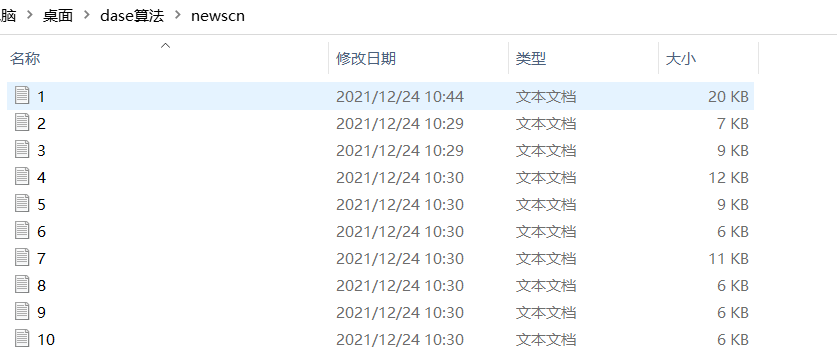 脑 > 桌面 > dase算法 > newscn
名称 修改日期 类型 大小
1 2021/12/24 10:44 文本文档 20 KB
2 2021/12/24 10:29 文本文档 7 KB
3 2021/12/24 10:29 文本文档 9 KB
4 2021/12/24 10:30 文本文档 12 KB
5 2021/12/24 10:30 文本文档 9 KB
6 2021/12/24 10:30 文本文档 6 KB
7 2021/12/24 10:30 文本文档 11 KB
8 2021/12/24 10:30 文本文档 6 KB
9 2021/12/24 10:30 文本文档 6 KB
10 2021/12/24 10:30 文本文档 6 KB